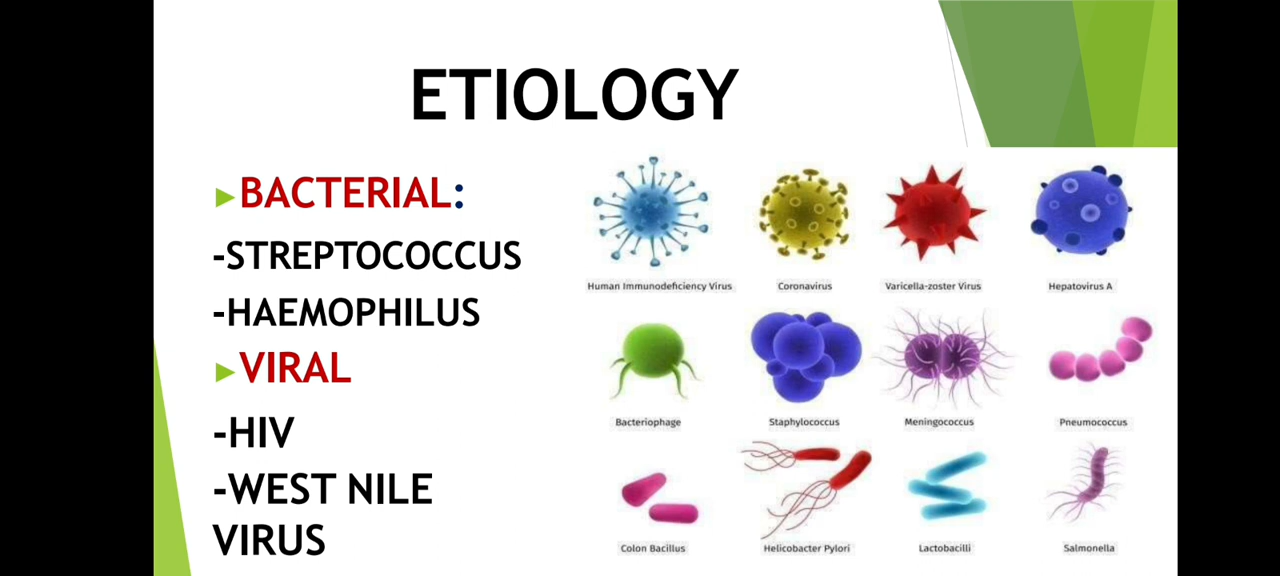 ETIOLOGY
►BACTERIAL:
-STREPTOCOCCUS
-HAEMOPHILUS
►VIRAL
-HIV
-WEST NILE
VIRUS
Human Immunodeficiency Virus
Coronavirus
Varicella-zoster Virus
Hepatovirus A
Bacteriophage
Staphylococcus
Meningococcus
Pneumococcus
Colon Bacillus
Helicobacter Pylori
Lactobacilli
Salmonella